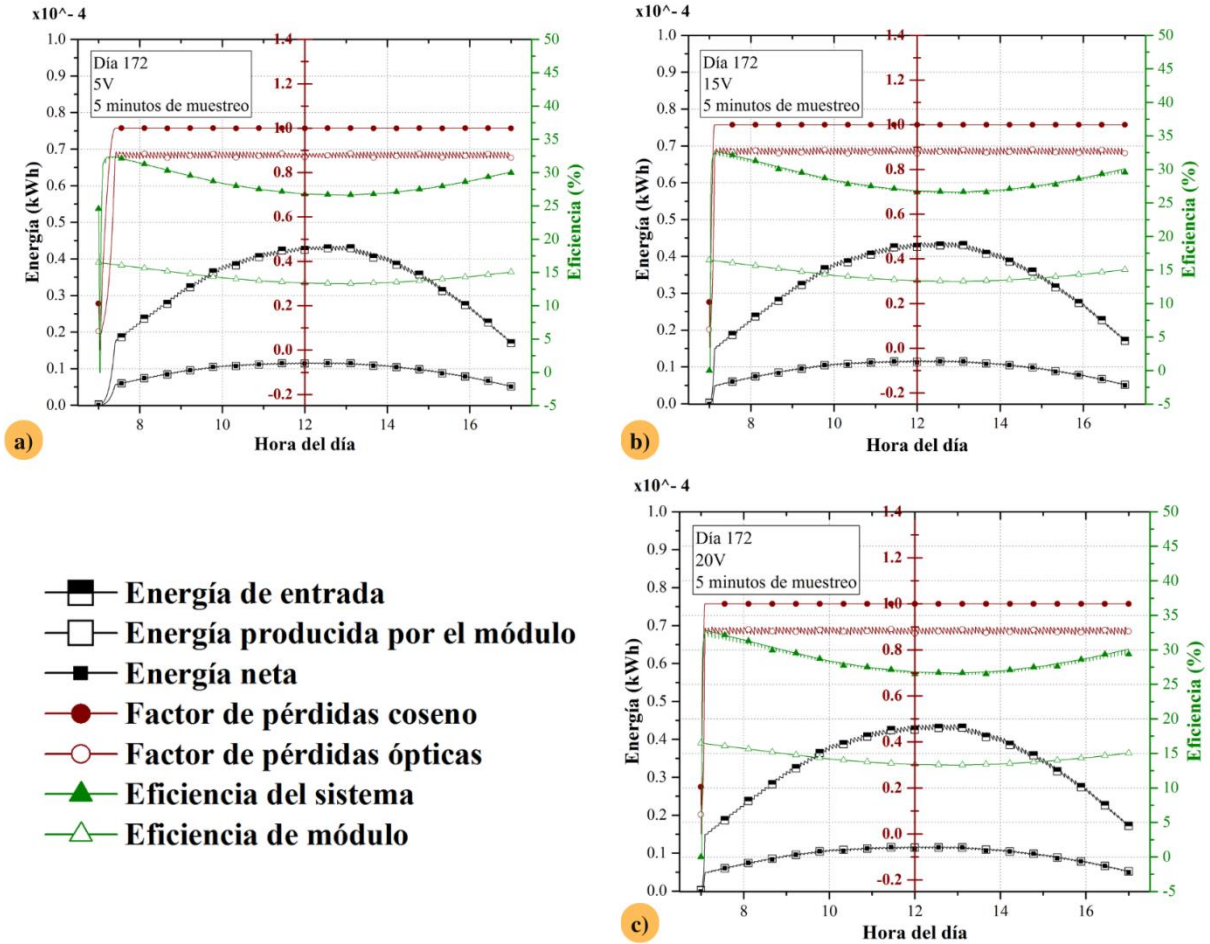 x10^- 4
Energía (kWh)
1.0
0.9
0.8
0.7
0.6
0.5
0.4
0.3
0.2
0.1
0.0
Día 172
5V
5 minutos de muestreo
1.4
1.2
1.0
0.8
0.6
0.4
0.2
0.0
-0.2
50
45
40
35
30
25
20
15
10
5
0
-5
Eficiencia (%)
8 10 12 14 16
Hora del día
a)
x10^- 4
Energía (kWh)
1.0
0.9
0.8
0.7
0.6
0.5
0.4
0.3
0.2
0.1
0.0
Día 172
15V
5 minutos de muestreo
1.4
1.2
1.0
0.8
0.6
0.4
0.2
0.0
-0.2
50
45
40
35
30
25
20
15
10
5
0
-5
Eficiencia (%)
8 10 12 14 16
Hora del día
b)
Energía de entrada
Energía producida por el módulo
Energía neta
Factor de pérdidas coseno
Factor de pérdidas ópticas
Eficiencia del sistema
Eficiencia de módulo
x10^- 4
Energía (kWh)
1.0
0.9
0.8
0.7
0.6
0.5
0.4
0.3
0.2
0.1
0.0
Día 172
20V
5 minutos de muestreo
1.4
1.2
1.0
0.8
0.6
0.4
0.2
0.0
-0.2
50
45
40
35
30
25
20
15
10
5
0
-5
Eficiencia (%)
8 10 12 14 16
Hora del día
c)